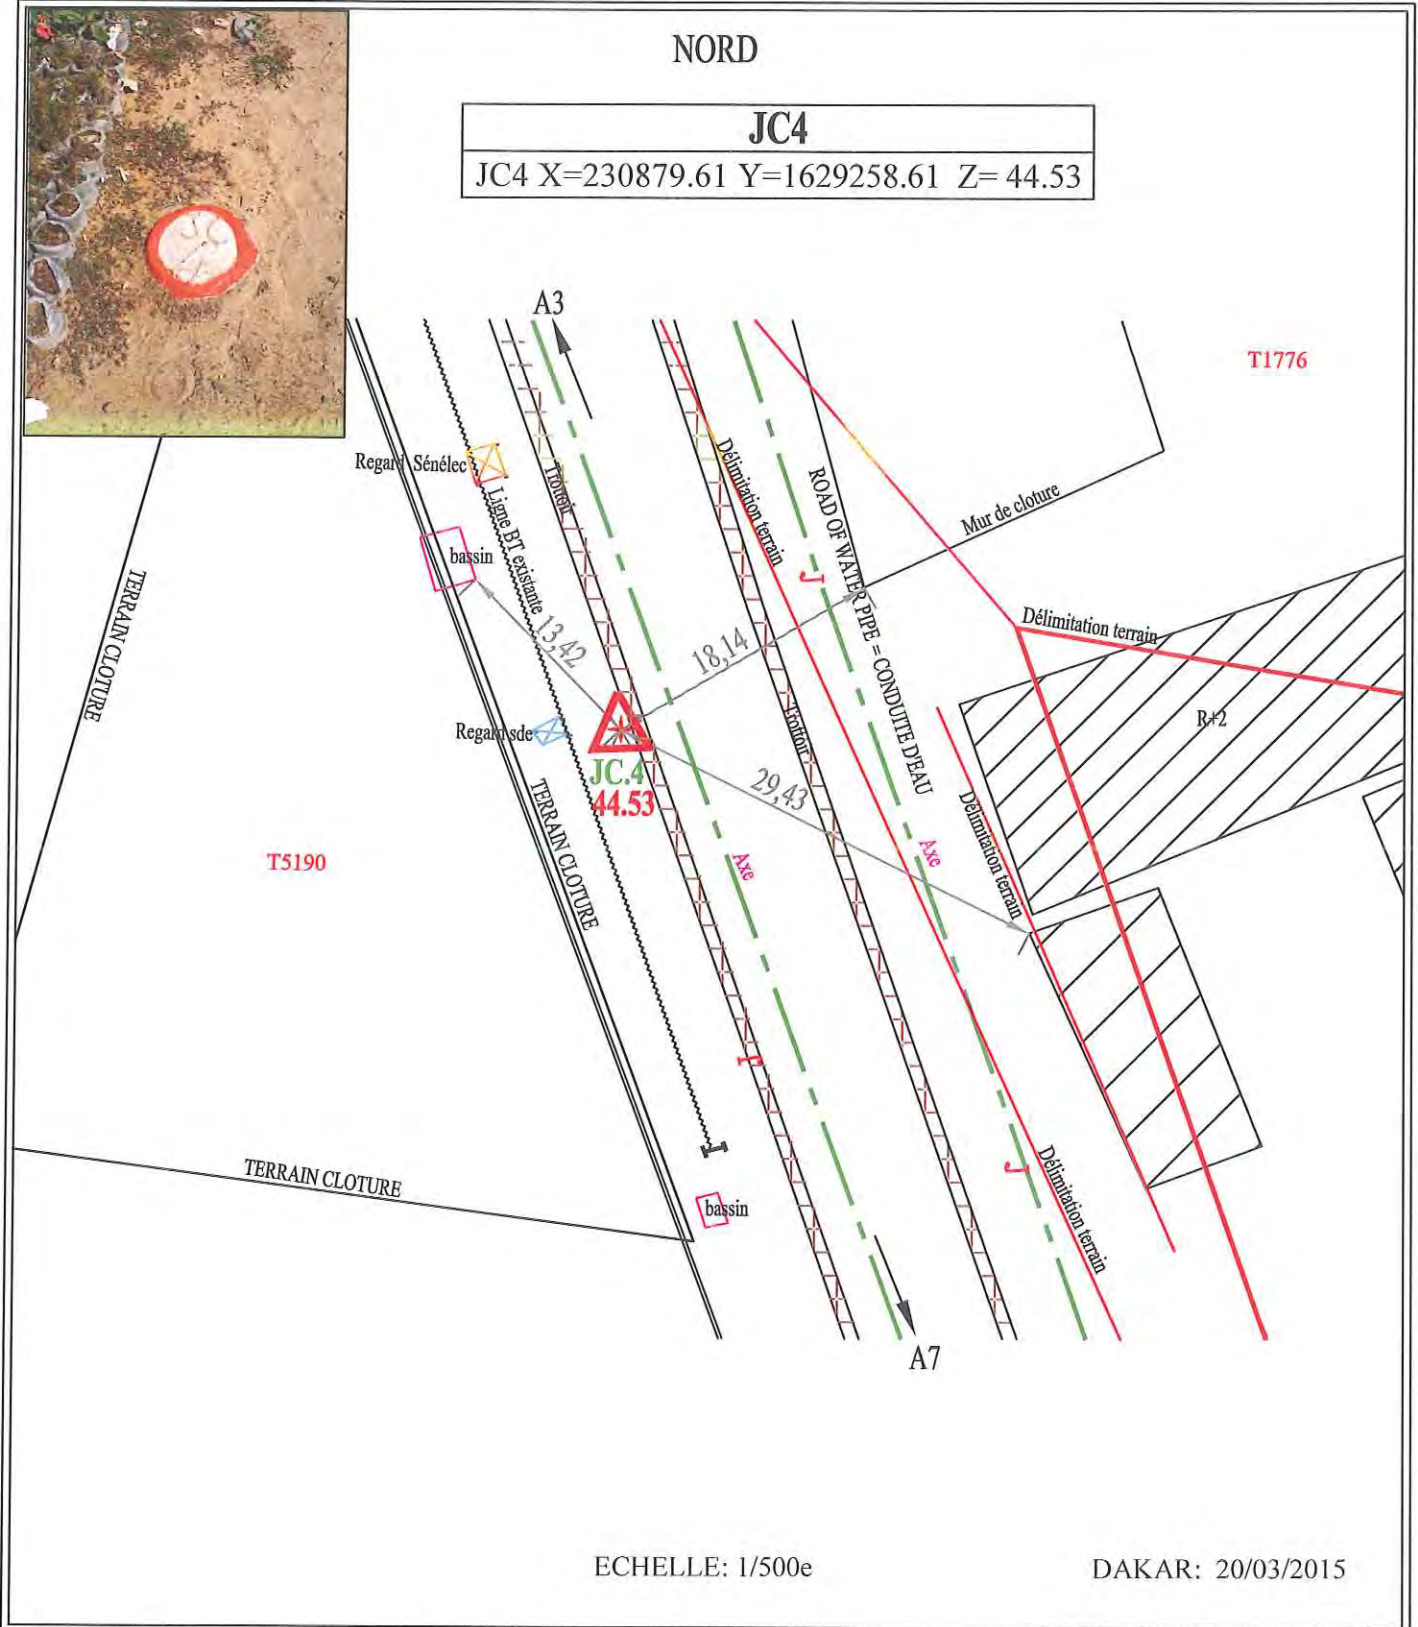 NORD
JC4
JC4 X=230879.61 Y=1629258.61 Z= 44.53
A3
T1776
Regard Sénélec
Trottoir
Délimitation terrain
ROAD OF WATER PIPE = CONDUITE D'EAU
Mur de cloture
Ligne BT existante
bassin
TERRAIN CLOTURE
13,42
18,14
Délimitation terrain
R+2
Regard sde
Trottoir
JC.4
44.53
29,43
TERRAIN CLOTURE
Délimitation terrain
T5190
Axe
Axe
TERRAIN CLOTURE
bassin
Délimitation terrain
A7
ECHELLE: 1/500e
DAKAR: 20/03/2015